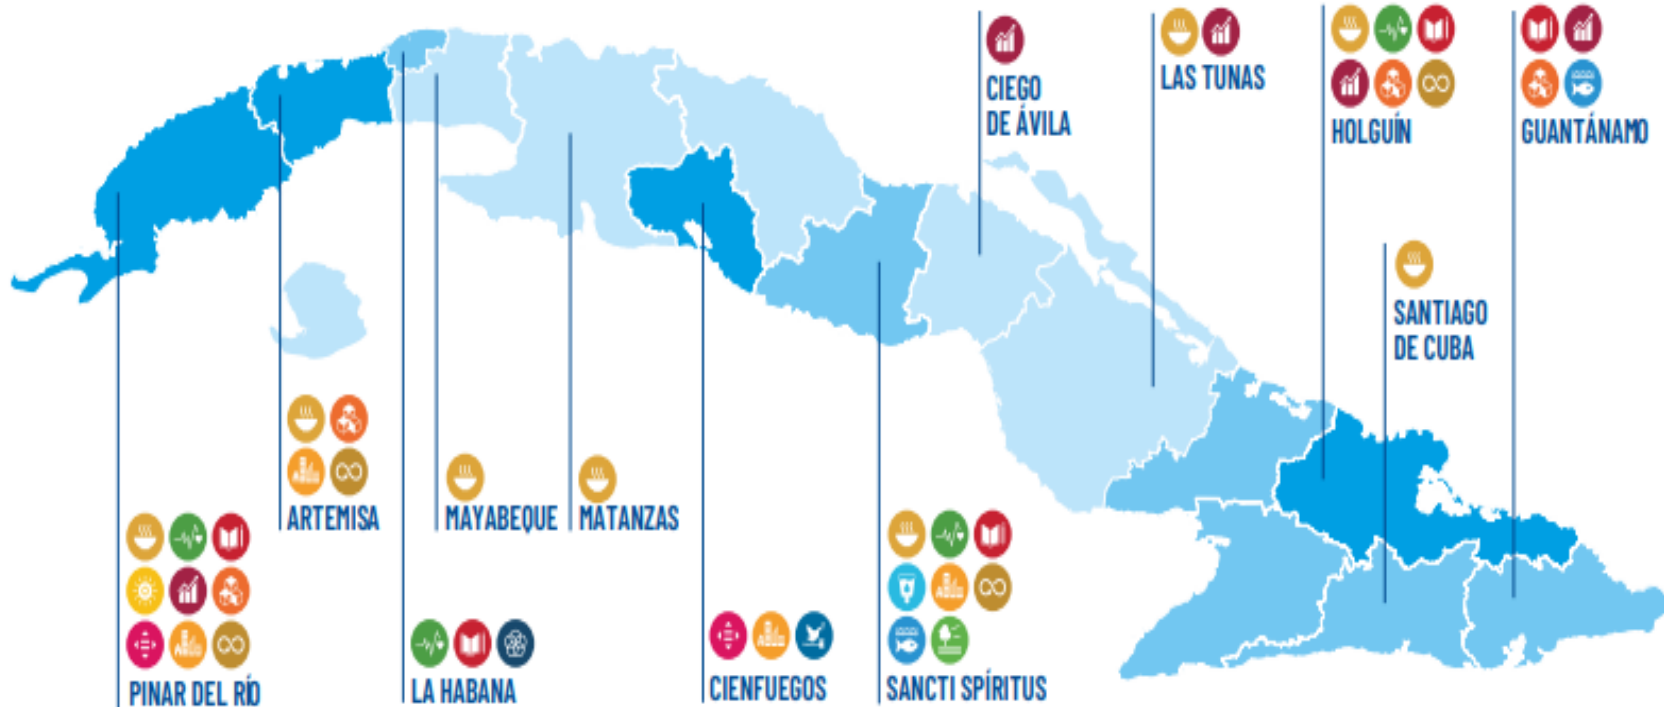 CIEGO
DE ÁVILA
LAS TUNAS
HOLGUÍN
GUANTÁNAMO
SANTIAGO
DE CUBA
ARTEMISA
MAYABEQUE
MATANZAS
PINAR DEL RÍO
LA HABANA
CIENFUEGOS
SANCTI SPÍRITUS